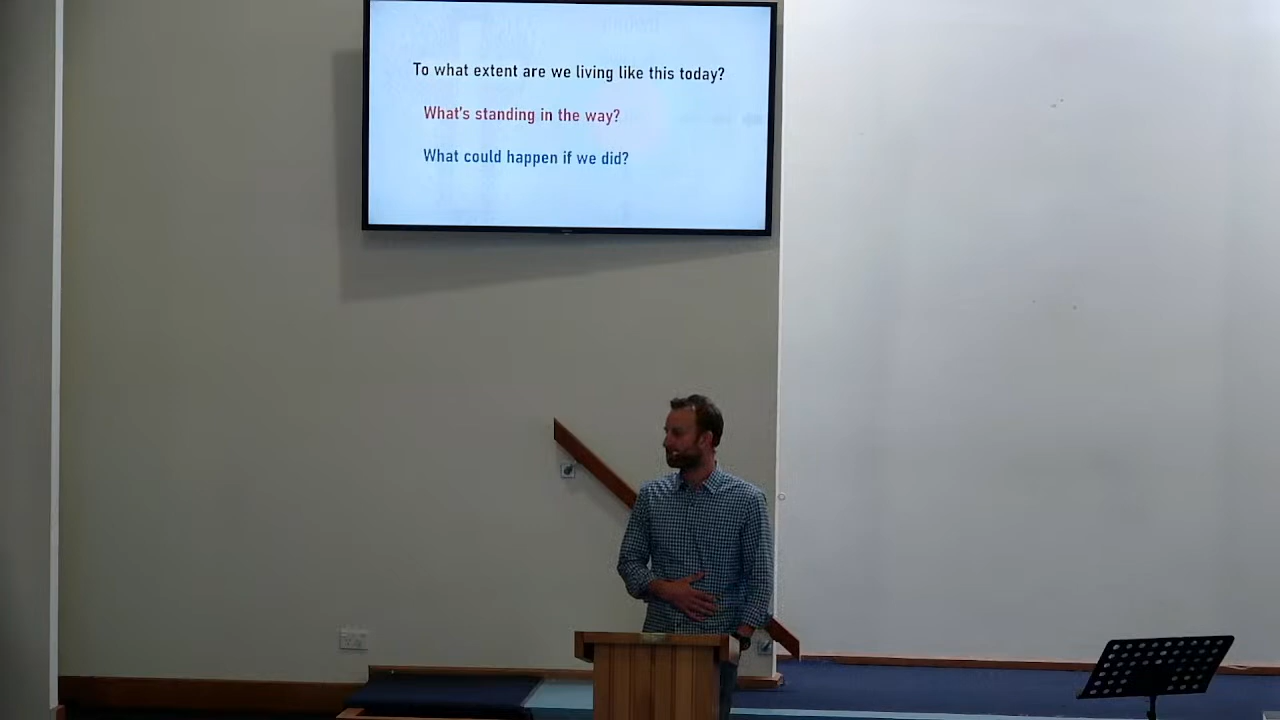 To what extent are we living like this today?
What's standing in the way?
What could happen if we did?